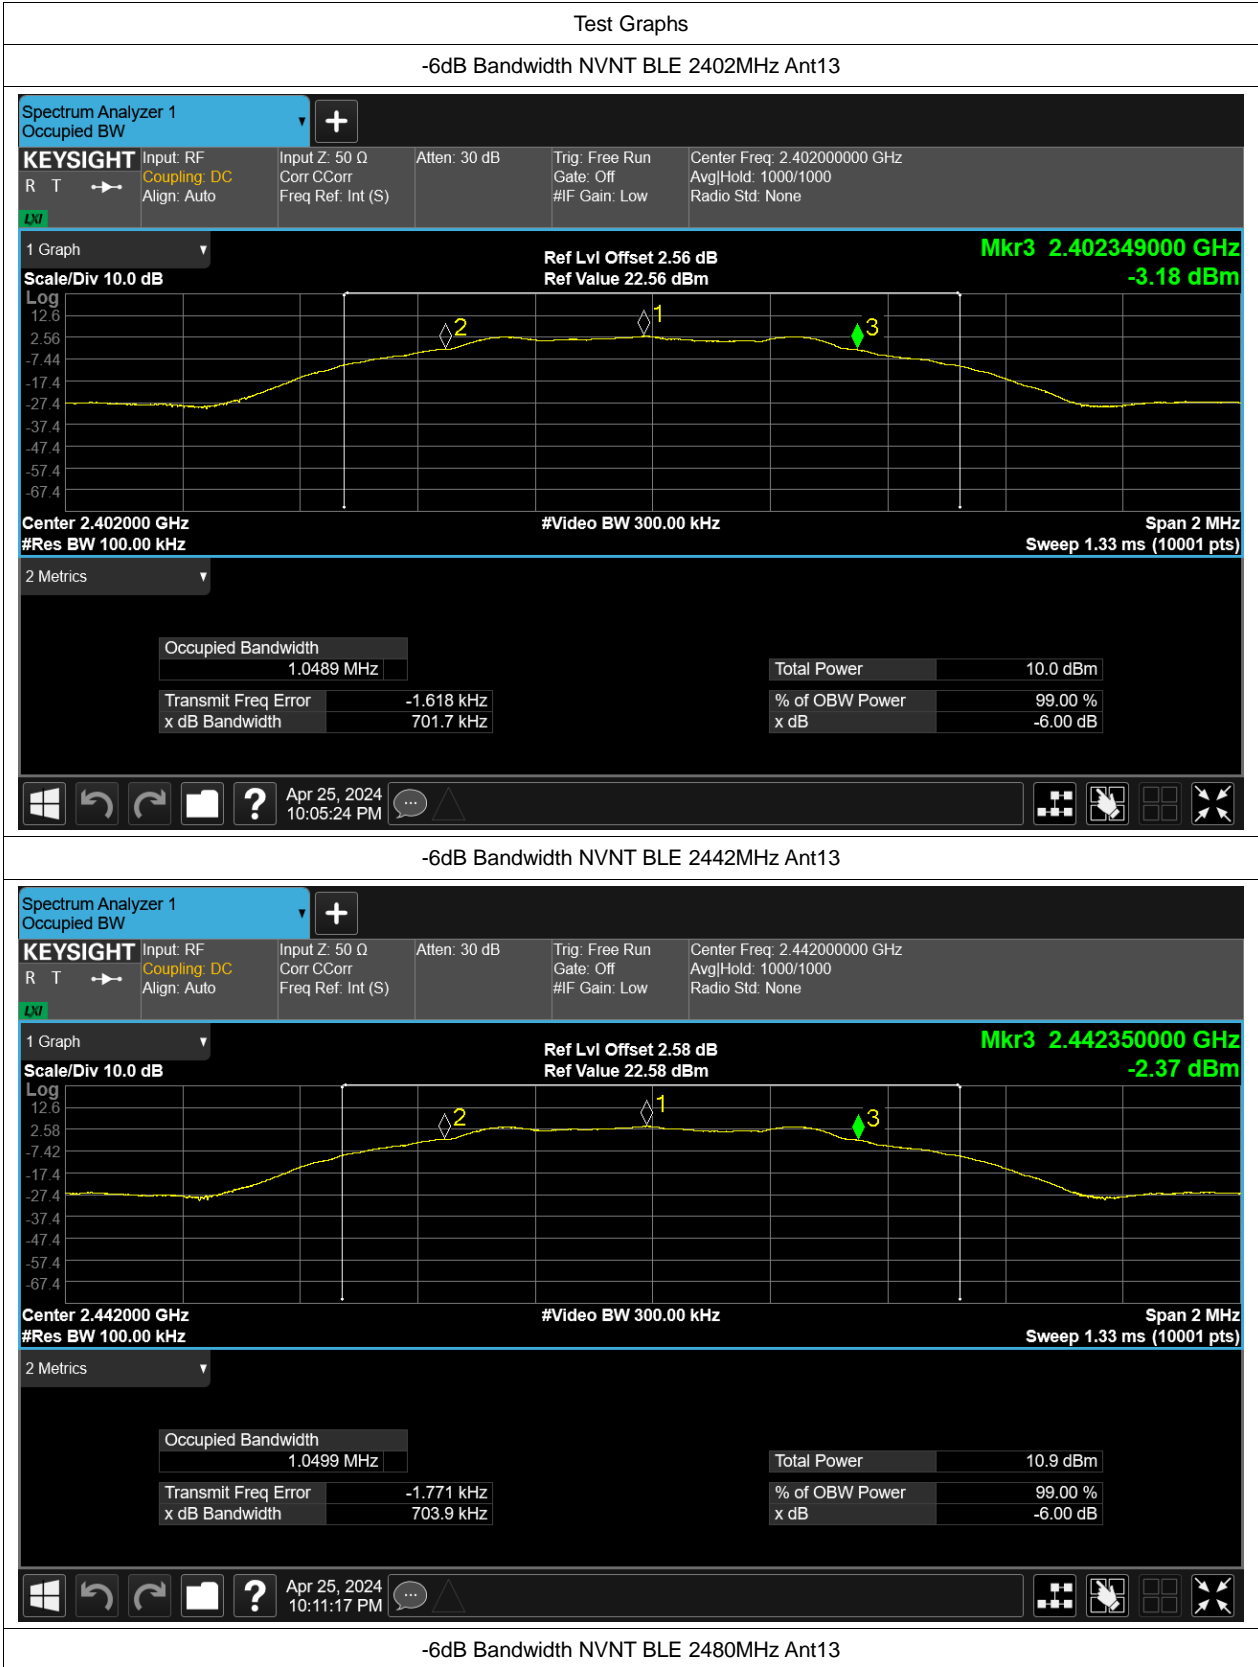 Test Graphs
-6dB Bandwidth NVNT BLE 2402MHz Ant13
Spectrum Analyzer 1
Occupied BW
KEYSIGHT Input: RF Input Z: 50 Ω Atten: 30 dB Trig: Free Run Center Freq: 2.402000000 GHz
R T Coupling: DC Corr CCorr Gate: Off Avg|Hold: 1000/1000
Align: Auto Freq Ref: Int (S) #IF Gain: Low Radio Std: None
LXI
1 Graph Ref Lvl Offset 2.56 dB Mkr3 2.402349000 GHz
Scale/Div 10.0 dB Ref Value 22.56 dBm -3.18 dBm
Log
12.6
2.56
-7.44
-17.4
-27.4
-37.4
-47.4
-57.4
-67.4
2 1 3
Center 2.402000 GHz #Video BW 300.00 kHz Span 2 MHz
#Res BW 100.00 kHz Sweep 1.33 ms (10001 pts)
2 Metrics
Occupied Bandwidth
1.0489 MHz Total Power 10.0 dBm
Transmit Freq Error -1.618 kHz % of OBW Power 99.00 %
x dB Bandwidth 701.7 kHz x dB -6.00 dB
? Apr 25, 2024
10:05:24 PM
-6dB Bandwidth NVNT BLE 2442MHz Ant13
Spectrum Analyzer 1
Occupied BW
KEYSIGHT Input: RF Input Z: 50 Ω Atten: 30 dB Trig: Free Run Center Freq: 2.442000000 GHz
R T Coupling: DC Corr CCorr Gate: Off Avg|Hold: 1000/1000
Align: Auto Freq Ref: Int (S) #IF Gain: Low Radio Std: None
LXI
1 Graph Ref Lvl Offset 2.58 dB Mkr3 2.442350000 GHz
Scale/Div 10.0 dB Ref Value 22.58 dBm -2.37 dBm
Log
12.6
2.58
-7.42
-17.4
-27.4
-37.4
-47.4
-57.4
-67.4
2 1 3
Center 2.442000 GHz #Video BW 300.00 kHz Span 2 MHz
#Res BW 100.00 kHz Sweep 1.33 ms (10001 pts)
2 Metrics
Occupied Bandwidth
1.0499 MHz Total Power 10.9 dBm
Transmit Freq Error -1.771 kHz % of OBW Power 99.00 %
x dB Bandwidth 703.9 kHz x dB -6.00 dB
? Apr 25, 2024
10:11:17 PM
-6dB Bandwidth NVNT BLE 2480MHz Ant13